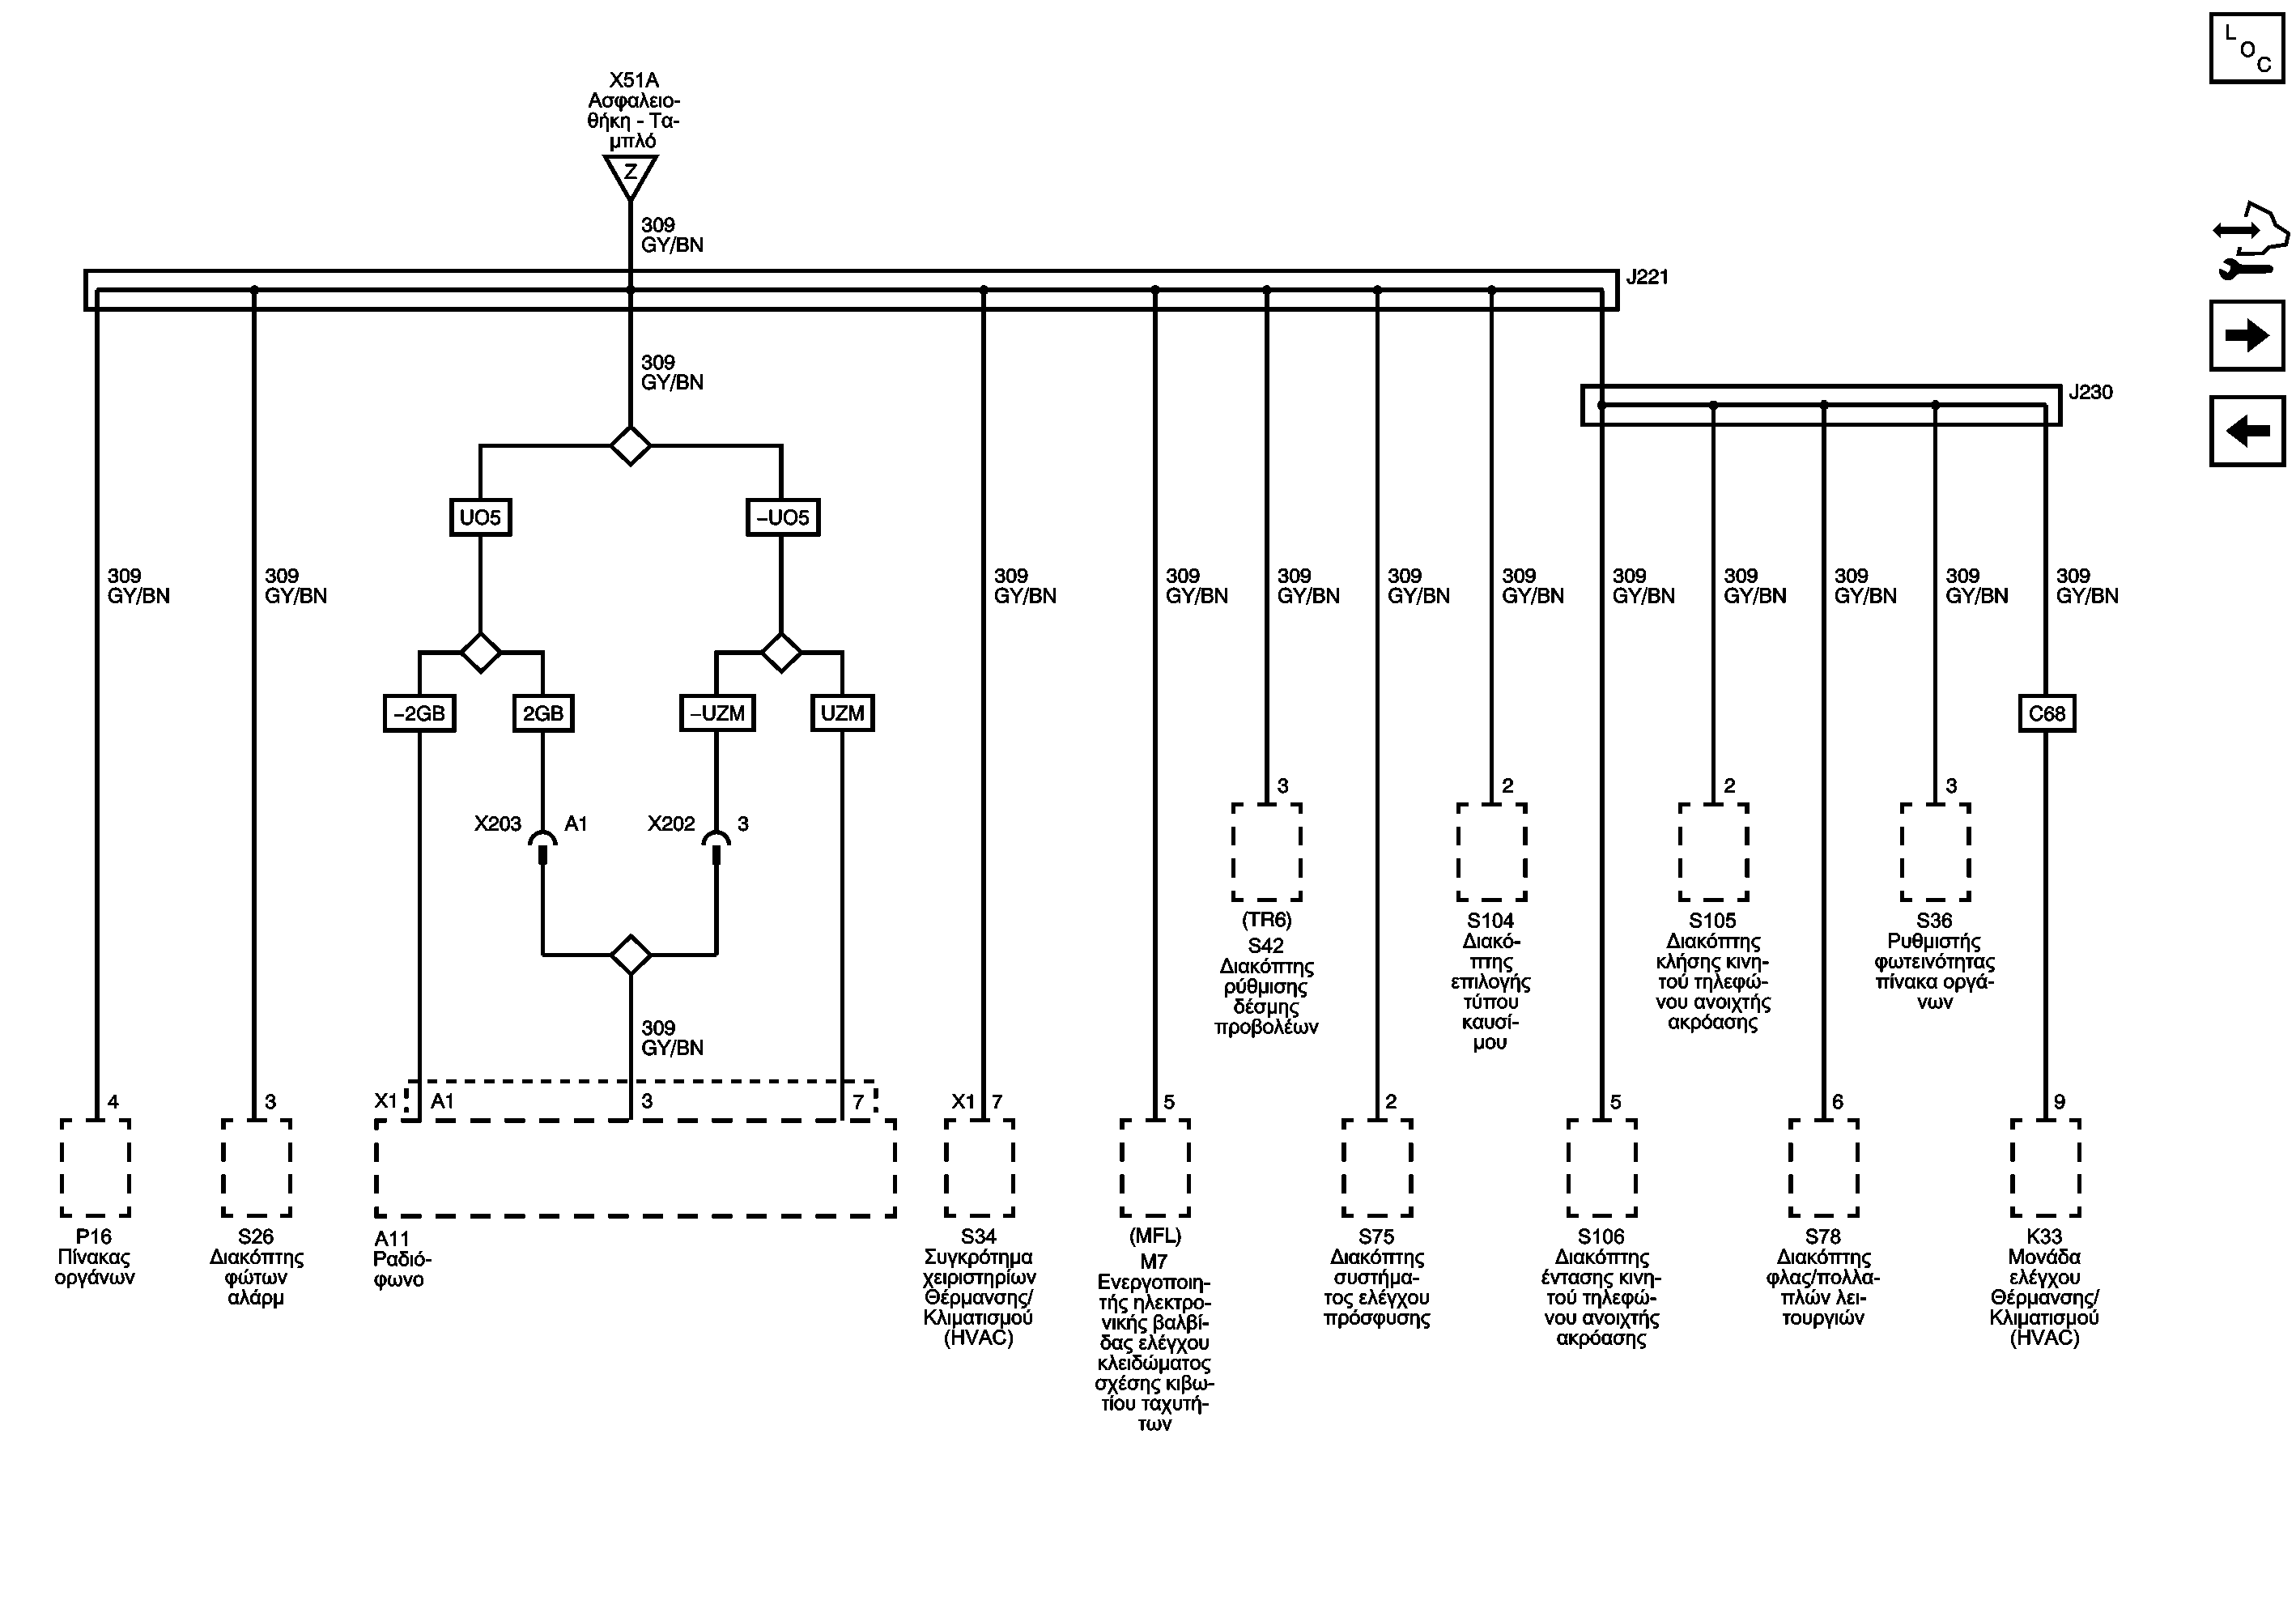 L
O
C
X51A
Ασφαλειο-
θήκη - Τα-
μπλό
Z
309
GY/BN
J221
309
GY/BN
J230
UO5
–UO5
309
GY/BN
309
GY/BN
309
GY/BN
309
GY/BN
309
GY/BN
309
GY/BN
309
GY/BN
309
GY/BN
309
GY/BN
309
GY/BN
309
GY/BN
309
GY/BN
–2GB
2GB
–UZM
UZM
C68
X203
A1
X202
3
3
(TR6)
S42
Διακόπτης
ρύθμισης
δέσμης
προβολέων
2
S104
Διακό-
πτης
επιλογής
τύπου
καυσί-
μου
2
S105
Διακόπτης
κλήσης κινη-
τού τηλεφώ-
νου ανοιχτής
ακρόασης
3
S36
Ρυθμιστής
φωτεινότητας
πίνακα οργά-
νων
309
GY/BN
4
P16
Πίνακας
οργάνων
3
S26
Διακόπτης
φώτων
αλάρμ
X1
A1
3
7
A11
Ραδιό-
φωνο
X1
7
S34
Συγκρότημα
χειριστηρίων
Θέρμανσης/
Κλιματισμού
(HVAC)
5
(MFL)
M7
Ενεργοποιη-
τής ηλεκτρο-
νικής βαλβί-
δας ελέγχου
κλειδώματος
σχέσης κιβω-
τίου ταχυτή-
των
2
S75
Διακόπτης
συστήμα-
τος ελέγχου
πρόσφυσης
5
S106
Διακόπτης
έντασης κινη-
τού τηλεφώ-
νου ανοιχτής
ακρόασης
6
S78
Διακόπτης
φλας/πολλα-
πλών λει-
τουργιών
9
K33
Μονάδα
ελέγχου
Θέρμανσης/
Κλιματισμού
(HVAC)